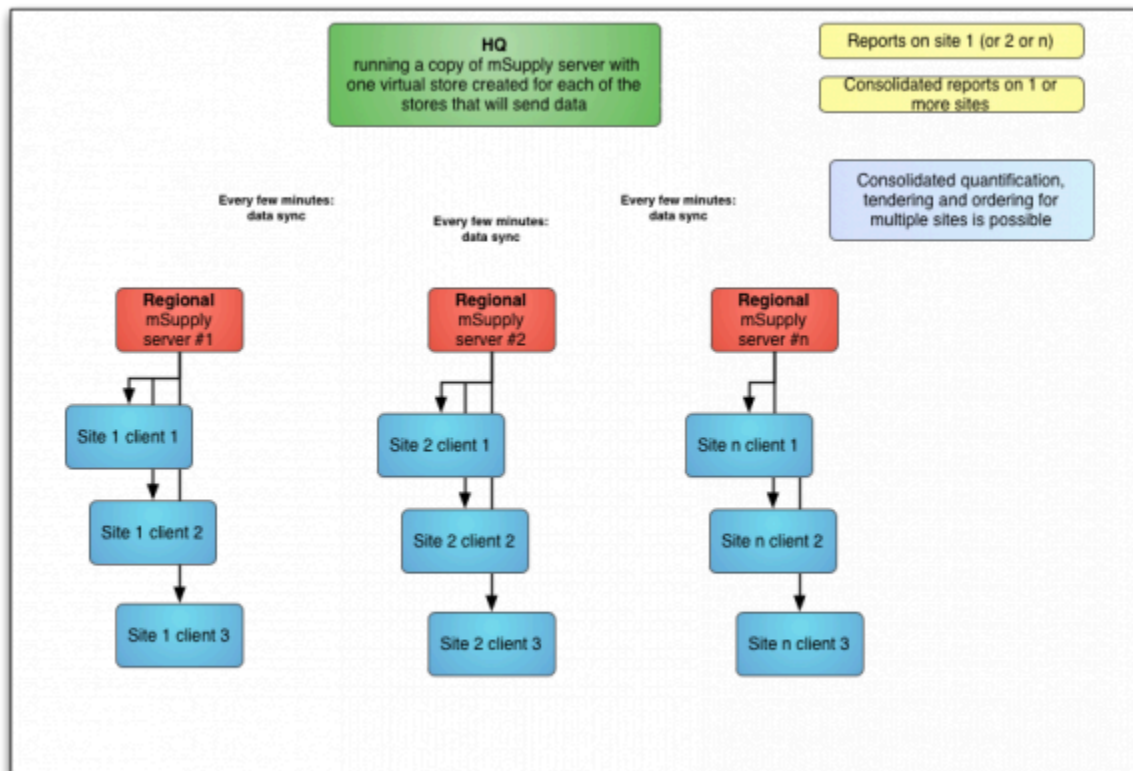 HQ
running a copy of mSupply server with
one virtual store created for each of the
stores that will send data
Reports on site 1 (or 2 or n)
Consolidated reports on 1 or
more sites
Consolidated quantification,
tendering and ordering for
multiple sites is possible
Every few minutes:
data sync
Every few minutes:
data sync
Every few minutes:
data sync
Regional
mSupply
server #1
Regional
mSupply
server #2
Regional
mSupply
server #n
Site 1 client 1
Site 2 client 1
Site n client 1
Site 1 client 2
Site 2 client 2
Site n client 2
Site 1 client 3
Site 2 client 3
Site n client 3